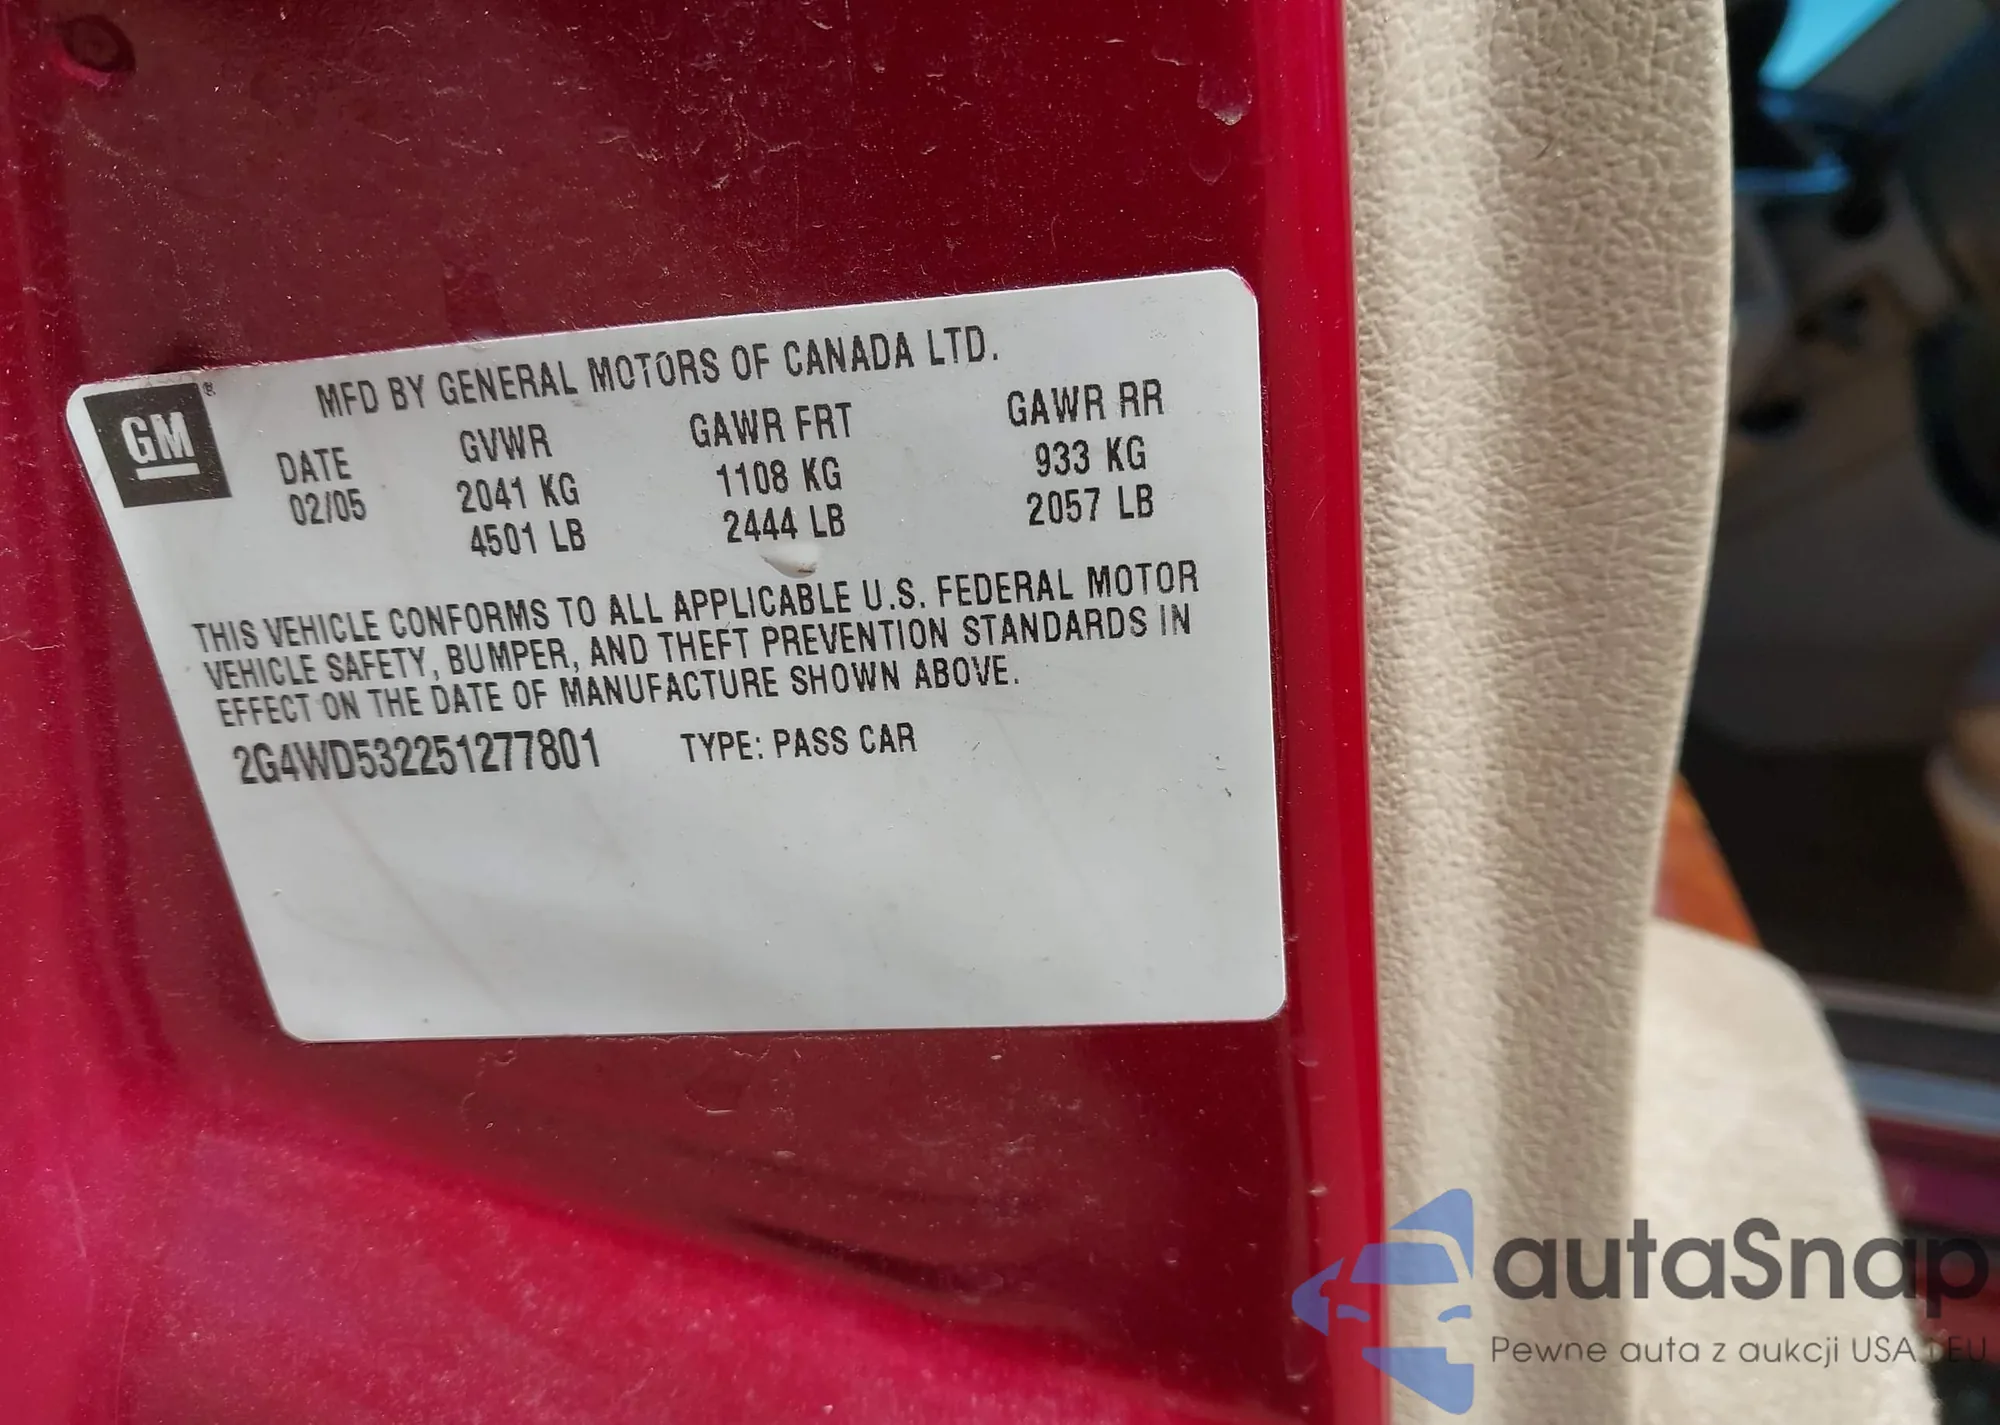 MFD BY GENERAL MOTORS OF CANADA LTD.
GM ®
DATE GVWR GAWR FRT GAWR RR
02/05 2041 KG 1108 KG 933 KG
4501 LB 2444 LB 2057 LB
THIS VEHICLE CONFORMS TO ALL APPLICABLE U.S. FEDERAL MOTOR
VEHICLE SAFETY, BUMPER, AND THEFT PREVENTION STANDARDS IN
EFFECT ON THE DATE OF MANUFACTURE SHOWN ABOVE.
2G4WD532251277801 TYPE: PASS CAR
autaSnap
Pewne auta z aukcji USA i EU